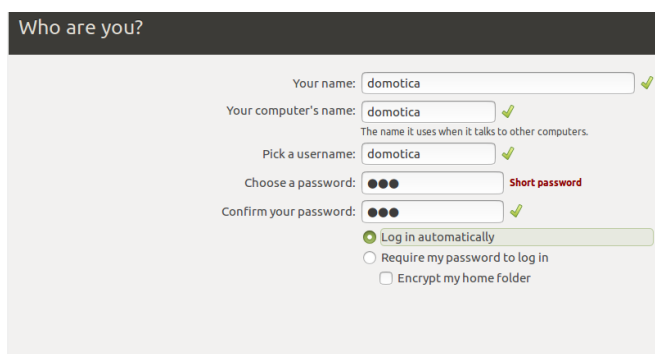 Who are you?
Your name: domotica
Your computer's name: domotica
The name it uses when it talks to other computers.
Pick a username: domotica
Choose a password: ●●● Short password
Confirm your password: ●●●
Log in automatically
Require my password to log in
Encrypt my home folder